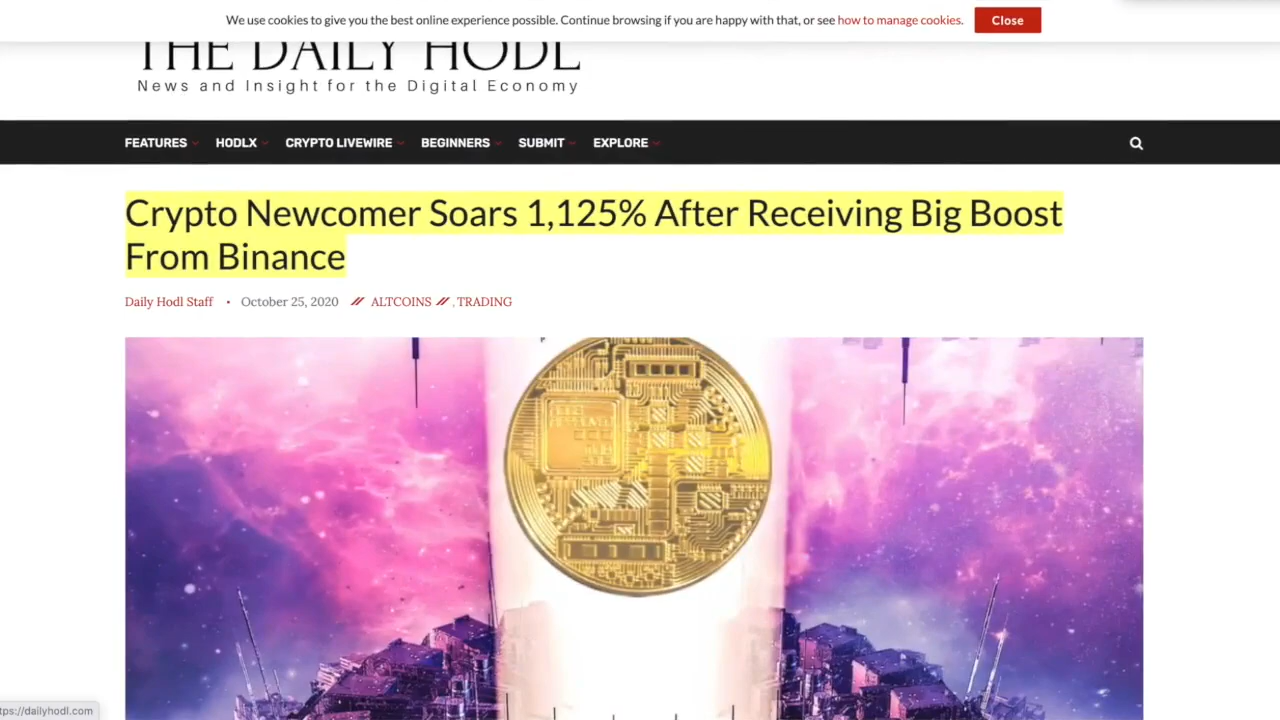 We use cookies to give you the best online experience possible. Continue browsing if you are happy with that, or see how to manage cookies. Close
THE DAILY HODL
News and Insight for the Digital Economy
FEATURES HODLX CRYPTO LIVEWIRE BEGINNERS SUBMIT EXPLORE
Crypto Newcomer Soars 1,125% After Receiving Big Boost
From Binance
Daily Hodl Staff • October 25, 2020 // ALTCOINS // , TRADING
tps://dailyhodl.com